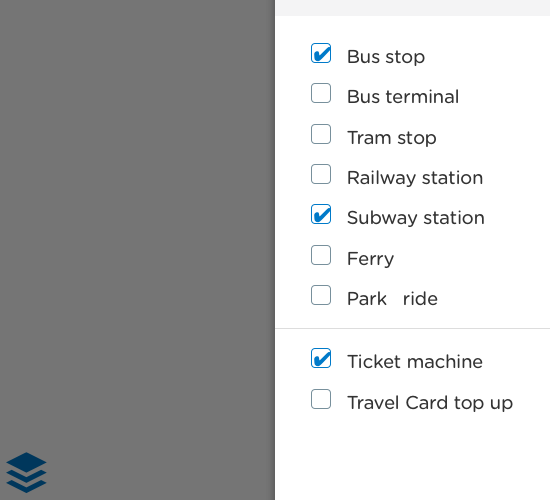 Bus stop
Bus terminal
Tram stop
Railway station
Subway station
Ferry
Park ride
Ticket machine
Travel Card top up